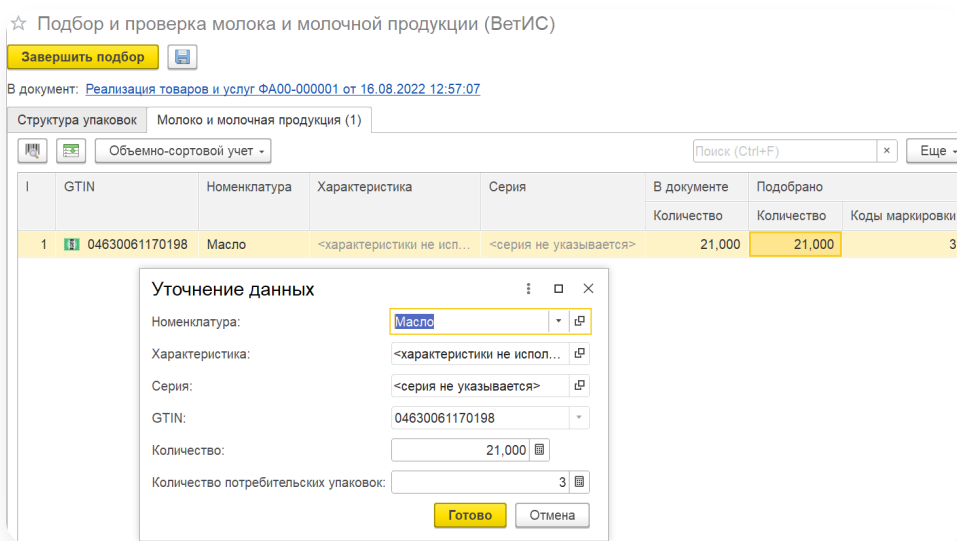 Подбор и проверка молока и молочной продукции (ВетИС)
Завершить подбор
В документ: Реализация товаров и услуг ФА00-000001 от 16.08.2022 12:57:07
Структура упаковок Молоко и молочная продукция (1)
Объемно-сортовой учет Поиск (Ctrl+F) × Еще
GTIN Номенклатура Характеристика Серия В документе Подобрано
Количество Количество Коды маркировки
1 04630061170198 Масло <характеристики не исп... <серия не указывается> 21,000 21,000 3
Уточнение данных
Номенклатура: Масло
Характеристика: <характеристики не испол...
Серия: <серия не указывается>
GTIN: 04630061170198
Количество: 21,000
Количество потребительских упаковок: 3
Готово Отмена